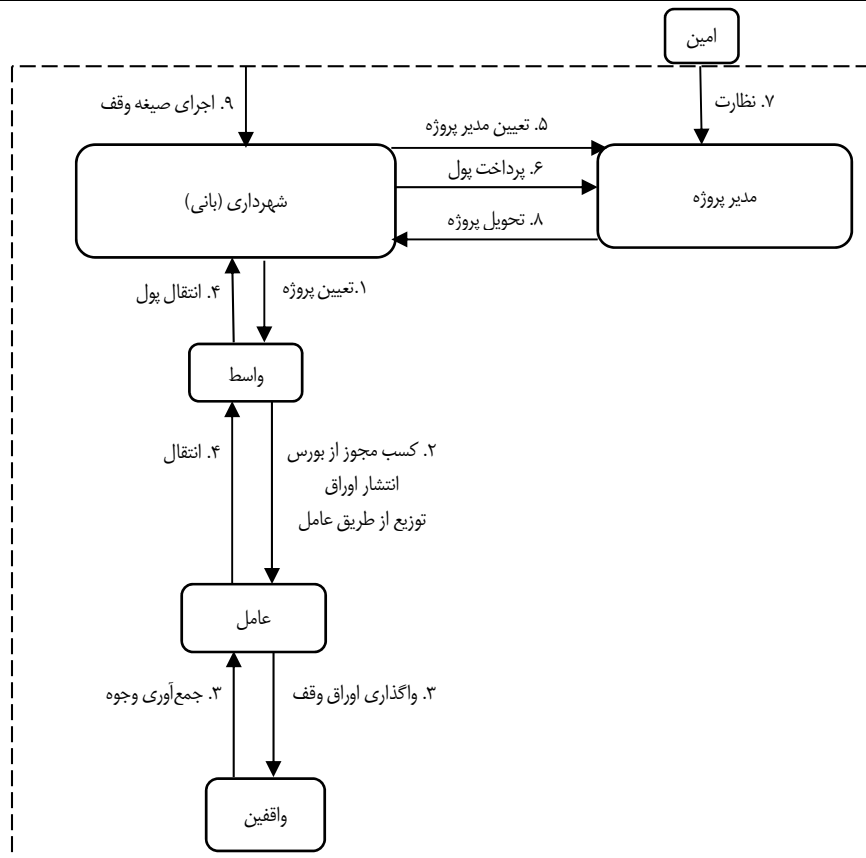 امین
۷. نظارت
۹. اجرای صیغه وقف
۵. تعیین مدیر پروژه
مدیر پروژه
۶. پرداخت پول
شهرداری (بانی)
۸. تحویل پروژه
۱.تعیین پروژه
۴. انتقال پول
واسط
۲. کسب مجوز از بورس
انتشار اوراق
توزیع از طریق عامل
۴. انتقال
عامل
۳. واگذاری اوراق وقف
۳. جمع‌آوری وجوه
واقفین